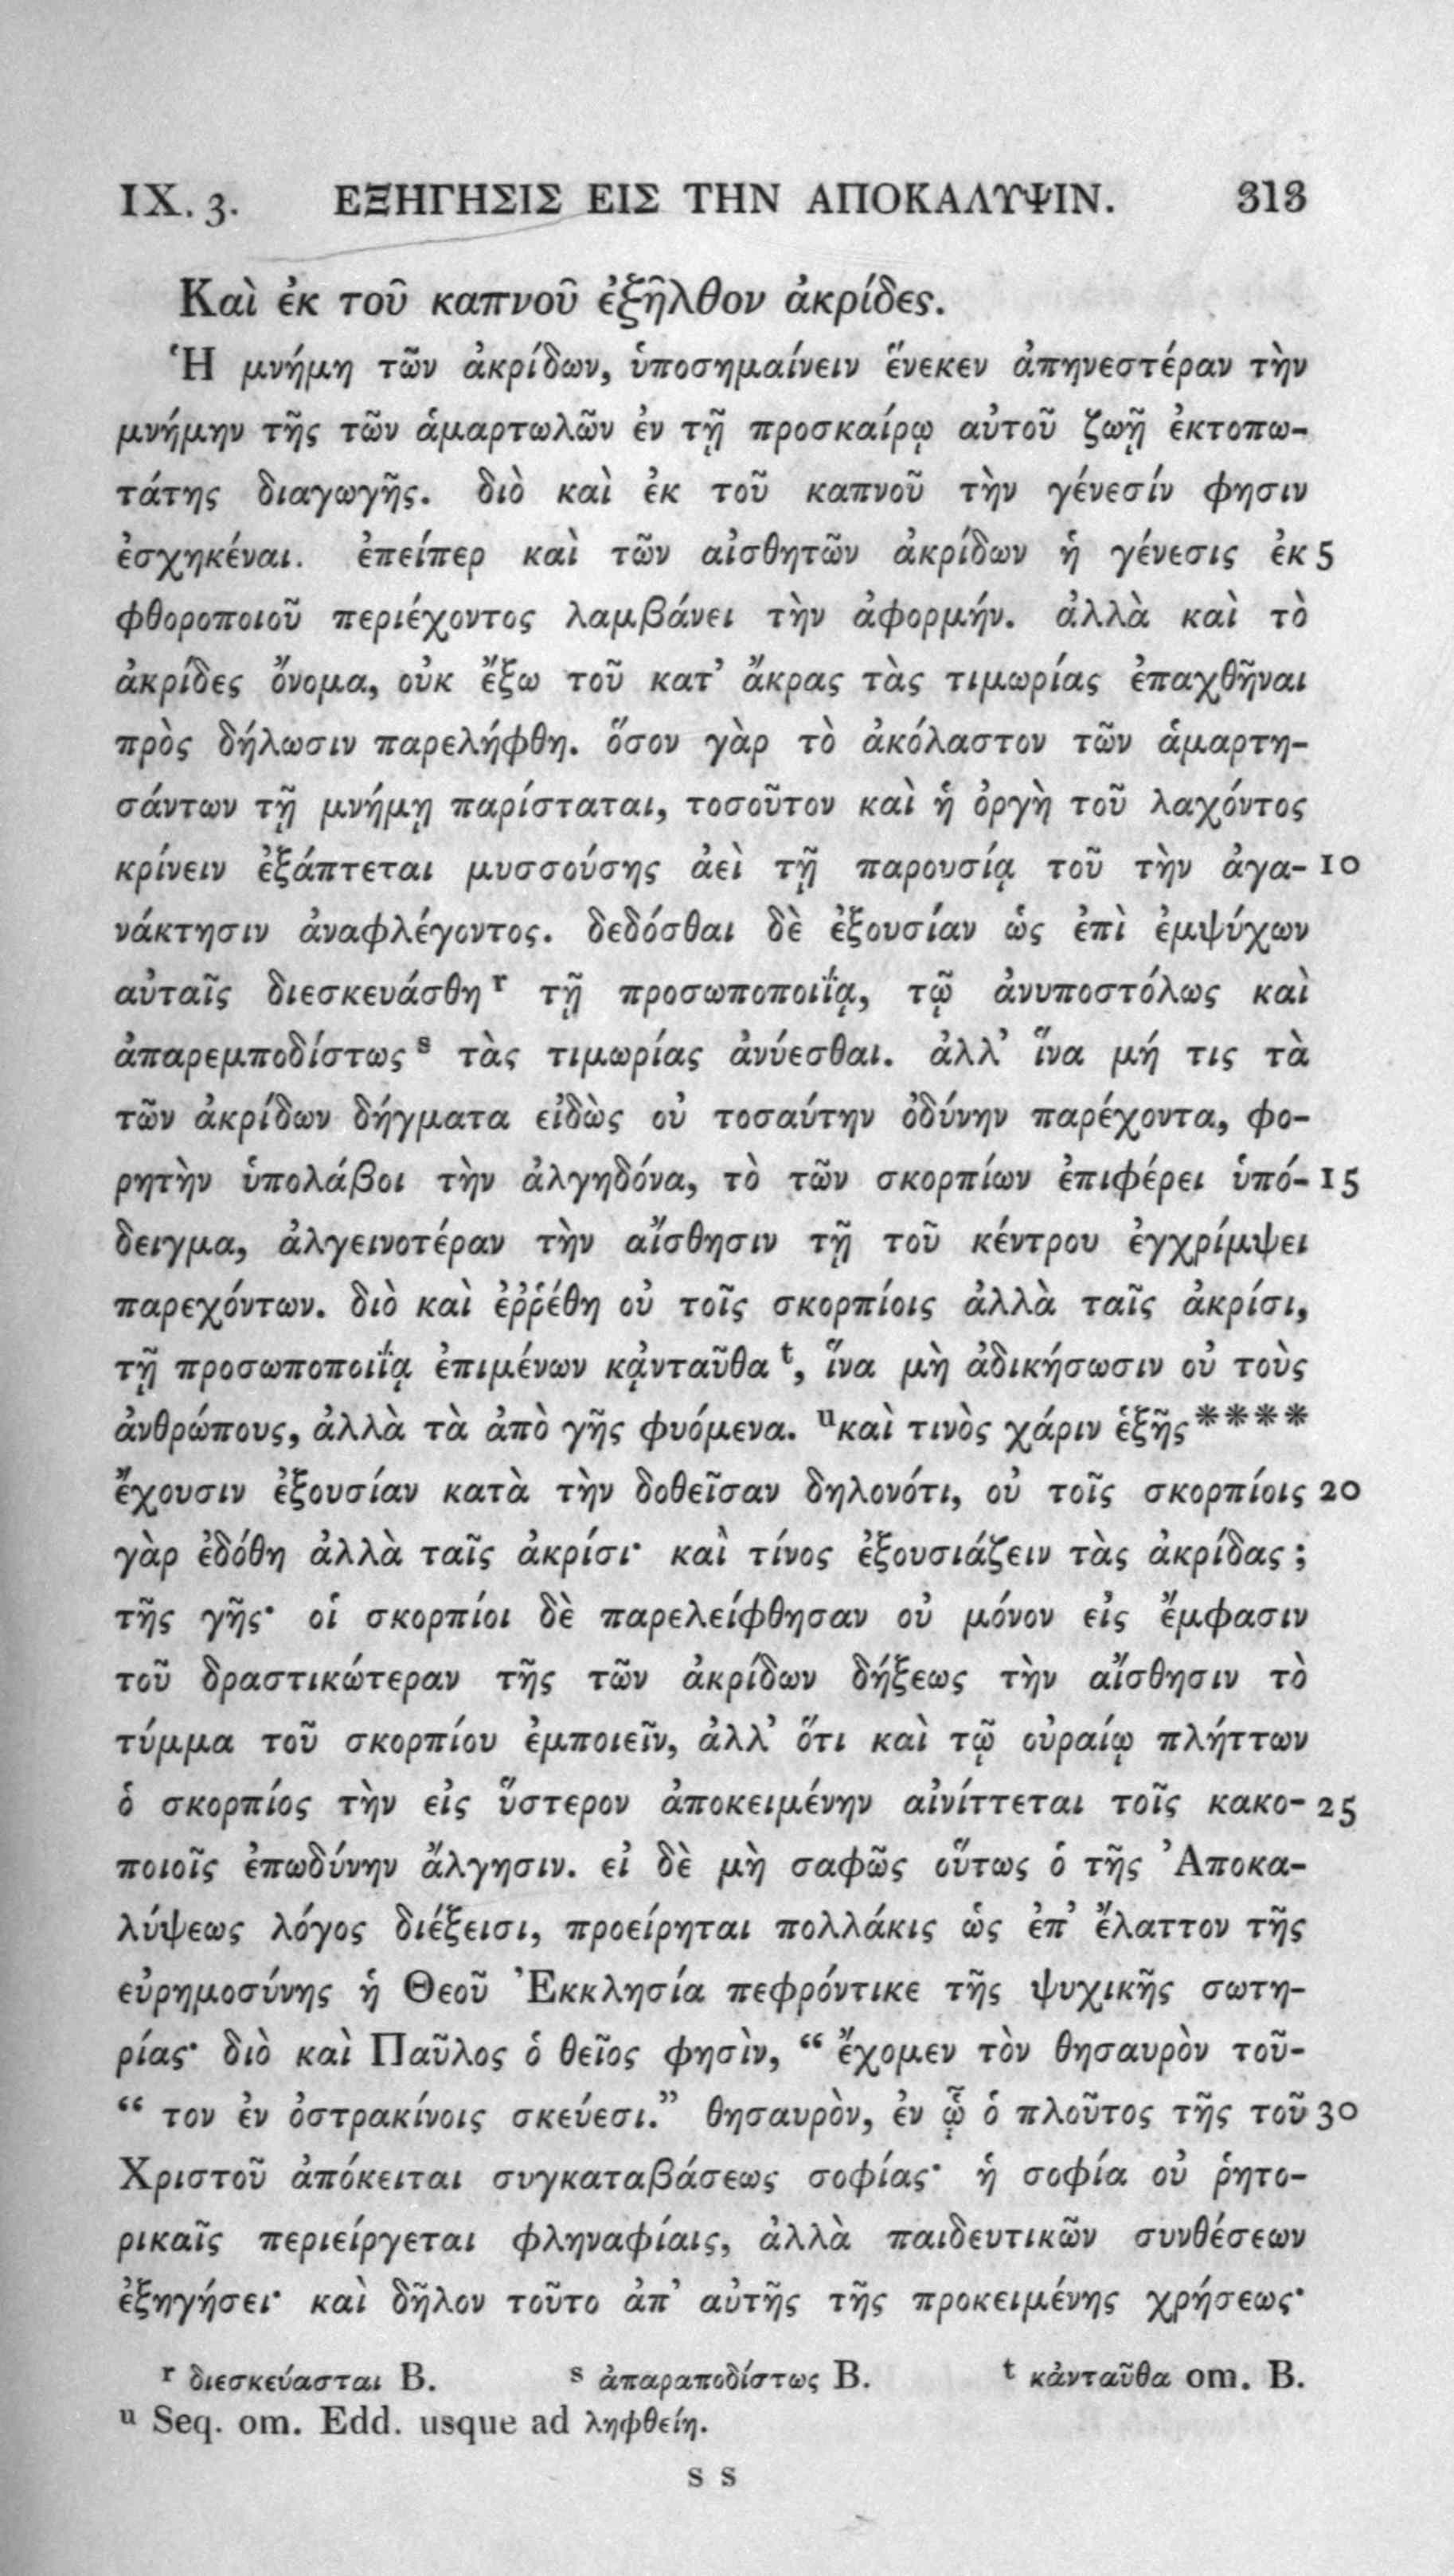 IX. 3. ΕΞΗΓΗΣΙΣ ΕΙΣ ΤΗΝ ΑΠΟΚΑΛΥΨΙΝ. 313
Καὶ ἐκ τοῦ καπνοῦ ἐξῆλθον ἀκρίδες.
Ἡ μνήμη τῶν ἀκρίδων, ὑποσημαίνειν ἕνεκεν ἀπηνεστέραν τὴν
μνήμην τῆς τῶν ἁμαρτωλῶν ἐν τῇ προσκαίρῳ αὐτοῦ ζωῇ ἐκτοπω-
τάτης διαγωγῆς. διὸ καὶ ἐκ τοῦ καπνοῦ τὴν γένεσίν φησιν
ἐσχηκέναι. ἐπείπερ καὶ τῶν αἰσθητῶν ἀκρίδων ἡ γένεσις ἐκ 5
φθοροποιοῦ περιέχοντος λαμβάνει τὴν ἀφορμήν. ἀλλὰ καὶ τὸ
ἀκρίδες ὄνομα, οὐκ ἔξω τοῦ κατ’ ἄκρας τὰς τιμωρίας ἐπαχθῆναι
πρὸς δήλωσιν παρελήφθη. ὅσον γὰρ τὸ ἀκόλαστον τῶν ἁμαρτη-
σάντων τῇ μνήμῃ παρίσταται, τοσοῦτον καὶ ἡ ὀργὴ τοῦ λαχόντος
κρίνειν ἐξάπτεται μυσσούσης ἀεὶ τῇ παρουσίᾳ τοῦ τὴν ἀγα- 10
νάκτησιν ἀναφλέγοντος. δεδόσθαι δὲ ἐξουσίαν ὡς ἐπὶ ἐμψύχων
αὐταῖς διεσκευάσθη r τῇ προσωποποιΐᾳ, τῷ ἀνυποστόλως καὶ
ἀπαρεμποδίστως s τὰς τιμωρίας ἀνύεσθαι. ἀλλ’ ἵνα μή τις τὰ
τῶν ἀκρίδων δήγματα εἰδὼς οὐ τοσαύτην ὀδύνην παρέχοντα, φο-
ρητὴν ὑπολάβοι τὴν ἀλγηδόνα, τὸ τῶν σκορπίων ἐπιφέρει ὑπό- 15
δειγμα, ἀλγεινοτέραν τὴν αἴσθησιν τῇ τοῦ κέντρου ἐγχρίμψει
παρεχόντων. διὸ καὶ ἐῤῥέθη οὐ τοῖς σκορπίοις ἀλλὰ ταῖς ἀκρίσι,
τῇ προσωποποιΐᾳ ἐπιμένων κᾀνταῦθα t, ἵνα μὴ ἀδικήσωσιν οὐ τοὺς
ἀνθρώπους, ἀλλὰ τὰ ἀπὸ γῆς φυόμενα. u καὶ τινὸς χάριν ἑξῆς ****
ἔχουσιν ἐξουσίαν κατὰ τὴν δοθεῖσαν δηλονότι, οὐ τοῖς σκορπίοις 20
γὰρ ἐδόθη ἀλλὰ ταῖς ἀκρίσι· καὶ τίνος ἐξουσιάζειν τὰς ἀκρίδας ;
τῆς γῆς· οἱ σκορπίοι δὲ παρελείφθησαν οὐ μόνον εἰς ἔμφασιν
τοῦ δραστικώτεραν τῆς τῶν ἀκρίδων δήξεως τὴν αἴσθησιν τὸ
τύμμα τοῦ σκορπίου ἐμποιεῖν, ἀλλ’ ὅτι καὶ τῷ οὐραίῳ πλήττων
ὁ σκορπίος τὴν εἰς ὕστερον ἀποκειμένην αἰνίττεται τοῖς κακο- 25
ποιοῖς ἐπωδύνην ἄλγησιν. εἰ δὲ μὴ σαφῶς οὕτως ὁ τῆς Ἀποκα-
λύψεως λόγος διέξεισι, προείρηται πολλάκις ὡς ἐπ’ ἔλαττον τῆς
εὑρημοσύνης ἡ Θεοῦ Ἐκκλησία πεφρόντικε τῆς ψυχικῆς σωτη-
ρίας· διὸ καὶ Παῦλος ὁ θεῖος φησὶν, “ ἔχομεν τὸν θησαυρὸν τοῦ-
“ τον ἐν ὀστρακίνοις σκεύεσι.” θησαυρὸν, ἐν ᾧ ὁ πλοῦτος τῆς τοῦ 30
Χριστοῦ ἀπόκειται συγκαταβάσεως σοφίας· ἡ σοφία οὐ ῥητο-
ρικαῖς περιείργεται φληναφίαις, ἀλλὰ παιδευτικῶν συνθέσεων
ἐξηγήσει· καὶ δῆλον τοῦτο ἀπ’ αὐτῆς τῆς προκειμένης χρήσεως·
r διεσκεύασται B. s ἀπαραποδίστως B. t κἀνταῦθα om. B.
u Seq. om. Edd. usque ad ληφθείη.
S S